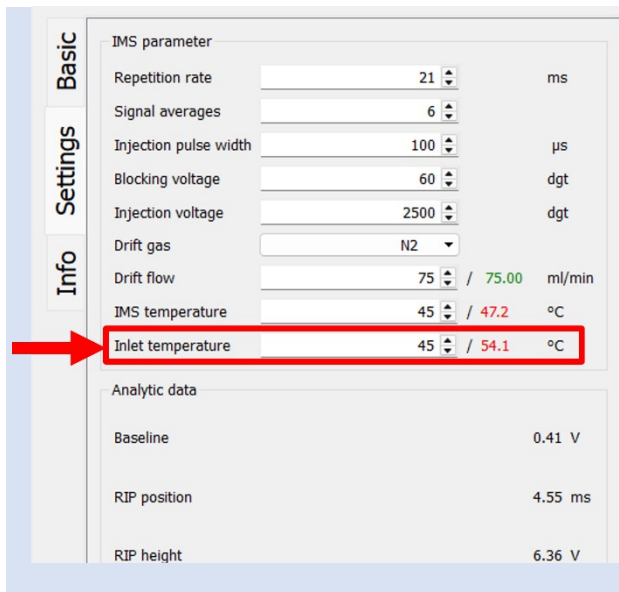 Basic
Settings
Info
IMS parameter
Repetition rate 21 ms
Signal averages 6
Injection pulse width 100 µs
Blocking voltage 60 dgt
Injection voltage 2500 dgt
Drift gas N2
Drift flow 75 / 75.00 ml/min
IMS temperature 45 / 47.2 °C
Inlet temperature 45 / 54.1 °C
Analytic data
Baseline 0.41 V
RIP position 4.55 ms
RIP height 6.36 V